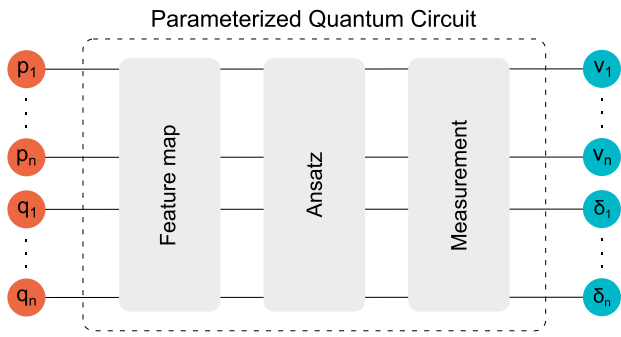 Parameterized Quantum Circuit
p₁
pₙ
q₁
qₙ
Feature map
Ansatz
Measurement
v₁
vₙ
δ₁
δₙ